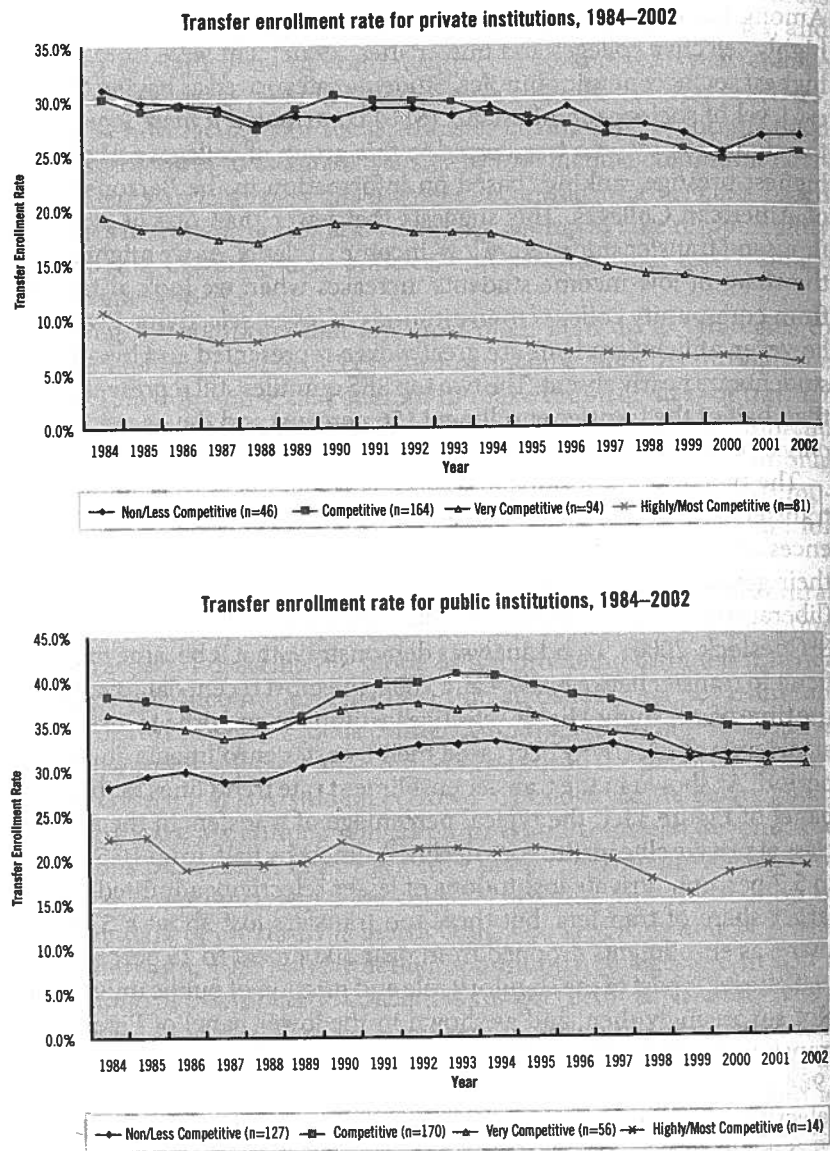 Transfer enrollment rate for private institutions, 1984–2002
35.0%
30.0%
25.0%
20.0%
15.0%
10.0%
5.0%
0.0%
Transfer Enrollment Rate
1984 1985 1986 1987 1988 1989 1990 1991 1992 1993 1994 1995 1996 1997 1998 1999 2000 2001 2002
Year
Non/Less Competitive (n=46) Competitive (n=164) Very Competitive (n=94) Highly/Most Competitive (n=81)
Transfer enrollment rate for public institutions, 1984–2002
45.0%
40.0%
35.0%
30.0%
25.0%
20.0%
15.0%
10.0%
5.0%
0.0%
Transfer Enrollment Rate
1984 1985 1986 1987 1988 1989 1990 1991 1992 1993 1994 1995 1996 1997 1998 1999 2000 2001 2002
Year
Non/Less Competitive (n=127) Competitive (n=170) Very Competitive (n=56) Highly/Most Competitive (n=14)